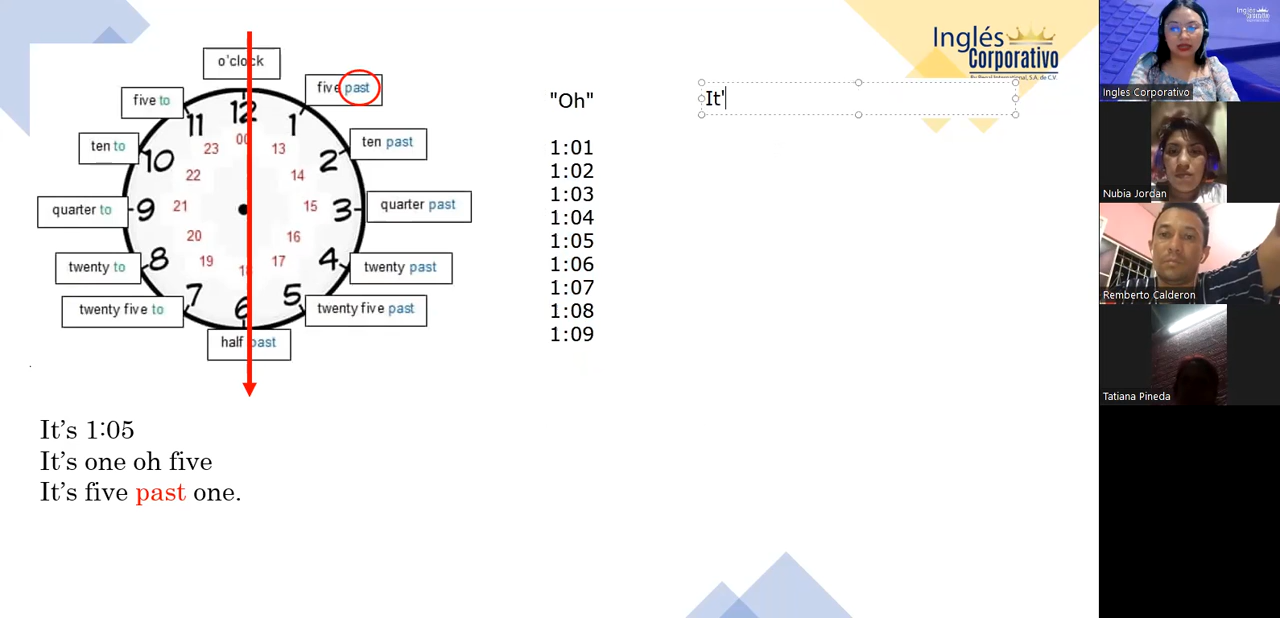 o'clock
five past
ten past
quarter past
twenty past
twenty five past
half past
twenty five to
twenty to
quarter to
ten to
five to
12
1
2
3
4
5
6
7
8
9
10
11
00
13
14
15
16
17
18
19
20
21
22
23
It's 1:05
It's one oh five
It's five past one.
"Oh"
1:01
1:02
1:03
1:04
1:05
1:06
1:07
1:08
1:09
It'
Inglés
Corporativo
Ingles Corporativo
Nubia Jordan
Remberto Calderon
Tatiana Pineda